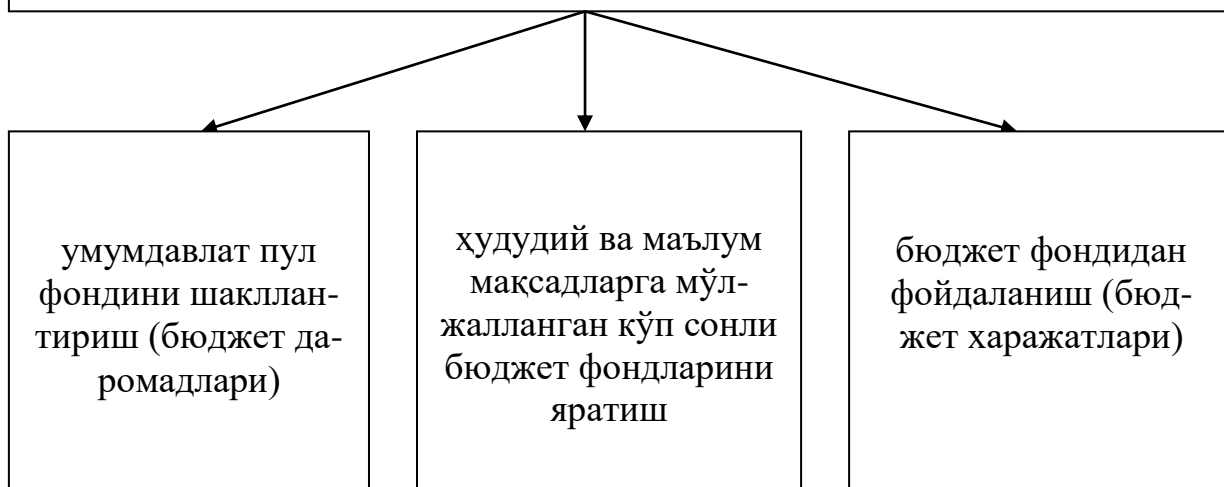 умумдавлат пул
фондини шакллан-
тириш (бюджет да-
ромадлари)
ҳудудий ва маълум
мақсадларга мўл-
жалланган кўп сонли
бюджет фондларини
яратиш
бюджет фондидан
фойдаланиш (бюд-
жет харажатлари)